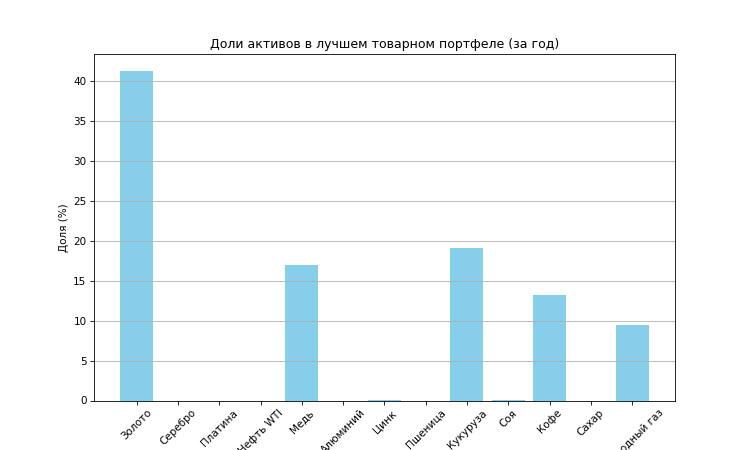 Доли активов в лучшем товарном портфеле (за год)
Доля (%)
40
35
30
25
20
15
10
5
0
Золото
Серебро
Платина
Нефть WTI
Медь
Алюминий
Цинк
Пшеница
Кукуруза
Соя
Кофе
Сахар
одный газ